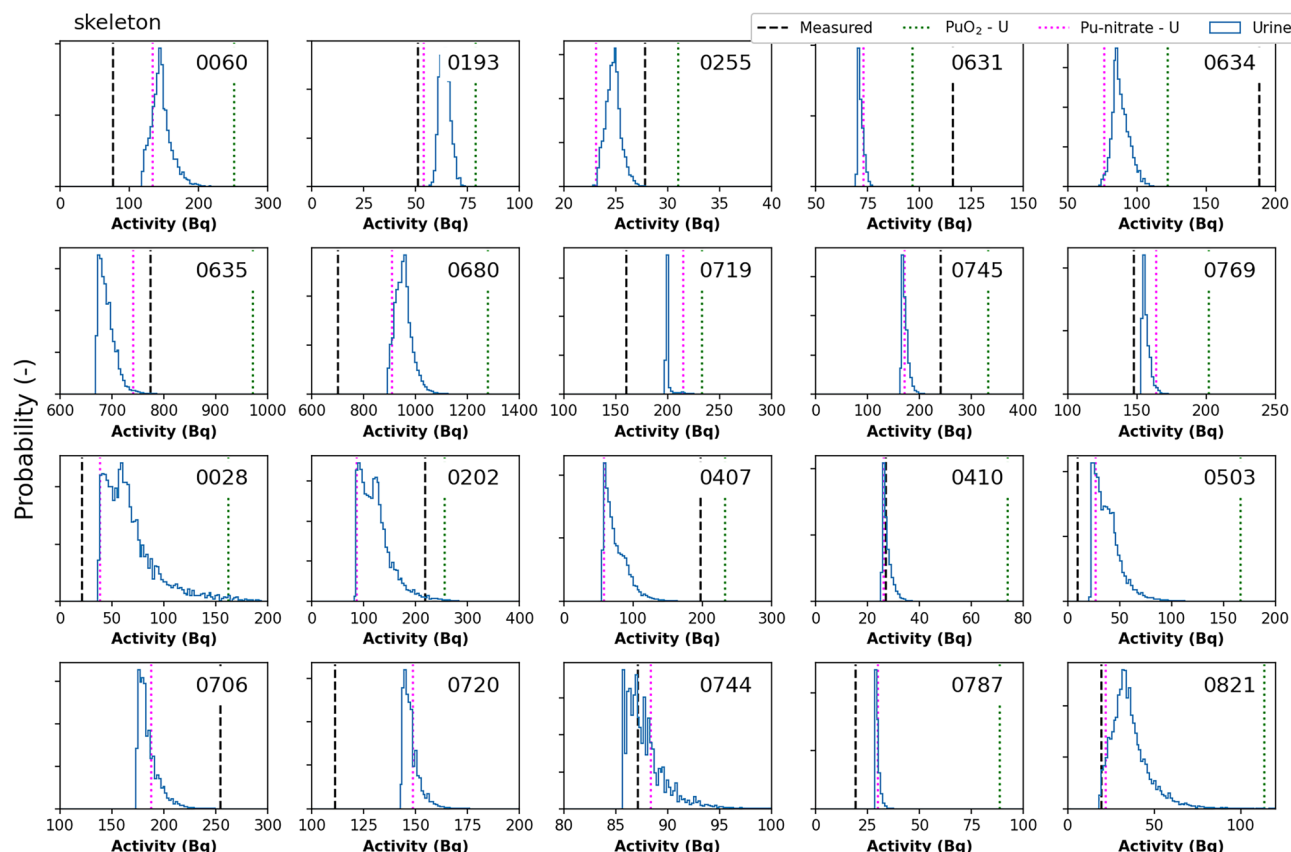 skeleton
Measured PuO₂ - U Pu-nitrate - U Urine
0060 0193 0255 0631 0634
0 100 200 300 0 25 50 75 100 20 25 30 35 40 50 75 100 125 150 50 100 150 200
Activity (Bq) Activity (Bq) Activity (Bq) Activity (Bq) Activity (Bq)
0635 0680 0719 0745 0769
600 700 800 900 1000 600 800 1000 1200 1400 100 150 200 250 300 0 100 200 300 400 100 150 200 250
Activity (Bq) Activity (Bq) Activity (Bq) Activity (Bq) Activity (Bq)
Probability (-)
0028 0202 0407 0410 0503
0 50 100 150 200 0 100 200 300 400 0 100 200 300 0 20 40 60 80 0 50 100 150 200
Activity (Bq) Activity (Bq) Activity (Bq) Activity (Bq) Activity (Bq)
0706 0720 0744 0787 0821
100 150 200 250 300 100 125 150 175 200 80 85 90 95 100 0 25 50 75 100 0 50 100
Activity (Bq) Activity (Bq) Activity (Bq) Activity (Bq) Activity (Bq)